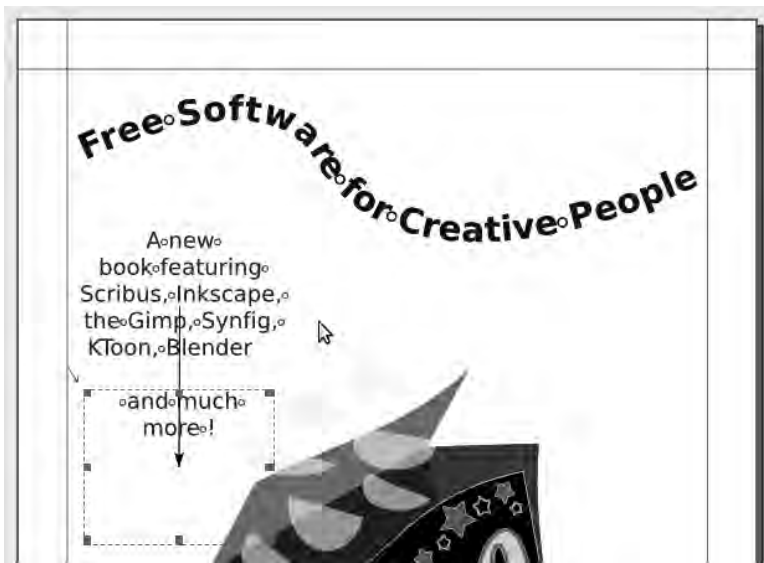 Free Software for Creative People
A new
book featuring
Scribus, Inkscape,
the Gimp, Synfig,
KToon, Blender
and much
more !